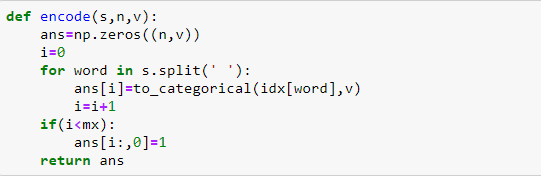 def encode(s,n,v):
    ans=np.zeros((n,v))
    i=0
    for word in s.split(' '):
        ans[i]=to_categorical(idx[word],v)
        i=i+1
    if(i<mx):
        ans[i:,0]=1
    return ans